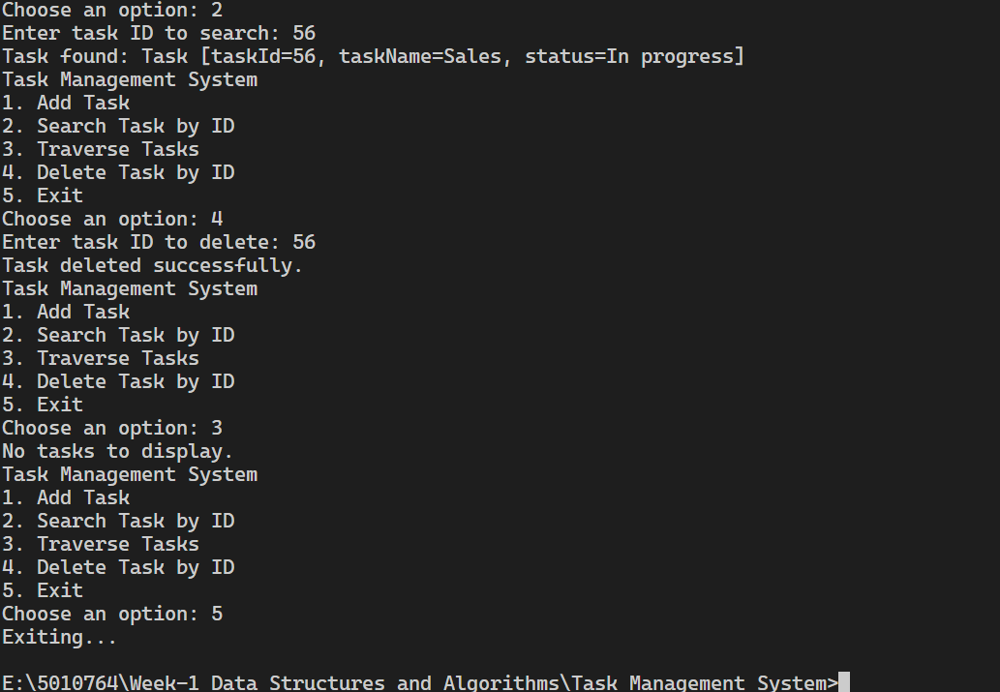 Choose an option: 2
Enter task ID to search: 56
Task found: Task [taskId=56, taskName=Sales, status=In progress]
Task Management System
1. Add Task
2. Search Task by ID
3. Traverse Tasks
4. Delete Task by ID
5. Exit
Choose an option: 4
Enter task ID to delete: 56
Task deleted successfully.
Task Management System
1. Add Task
2. Search Task by ID
3. Traverse Tasks
4. Delete Task by ID
5. Exit
Choose an option: 3
No tasks to display.
Task Management System
1. Add Task
2. Search Task by ID
3. Traverse Tasks
4. Delete Task by ID
5. Exit
Choose an option: 5
Exiting...
E:\5010764\Week-1 Data Structures and Algorithms\Task Management System>